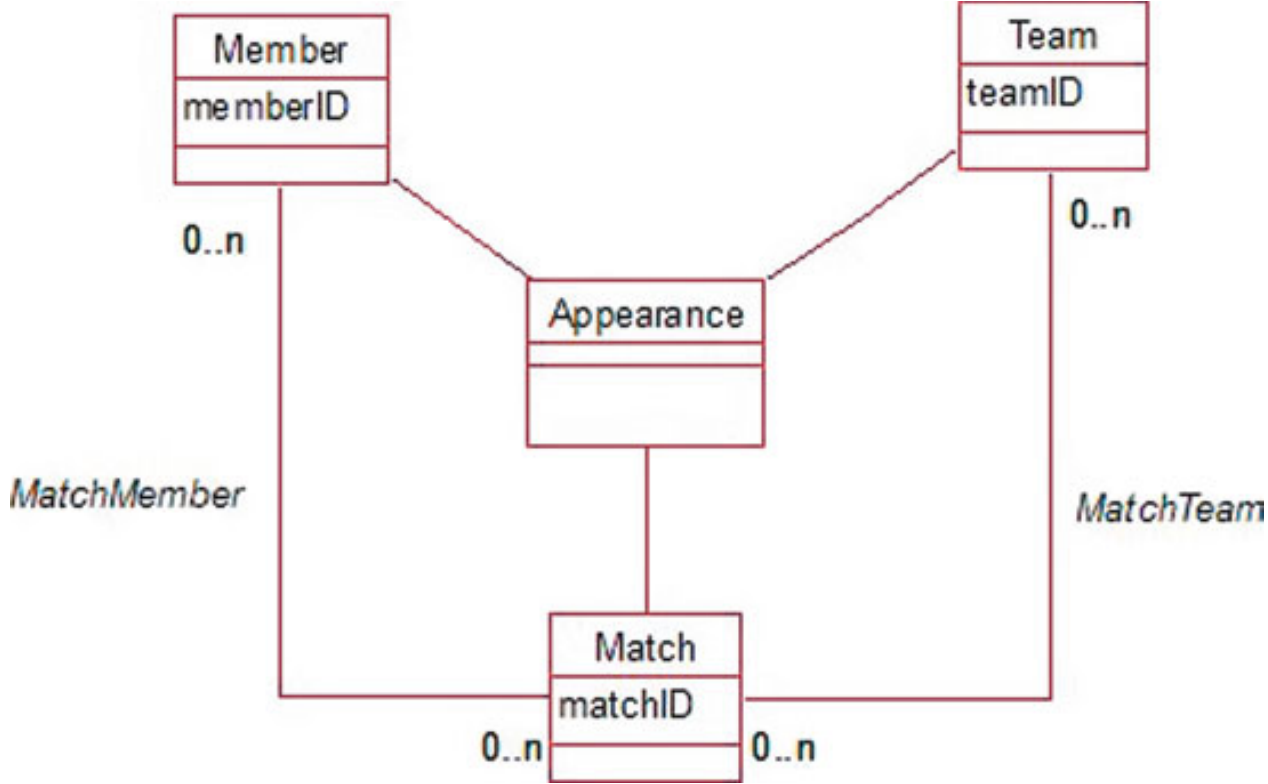 Member
memberID
0..n
Team
teamID
0..n
Appearance
MatchMember
MatchTeam
Match
matchID
0..n
0..n